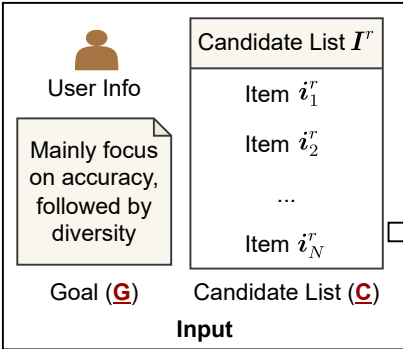 User Info
Mainly focus
on accuracy,
followed by
diversity
Goal (G)
Candidate List I^r
Item i_1^r
Item i_2^r
...
Item i_N^r
Candidate List (C)
Input